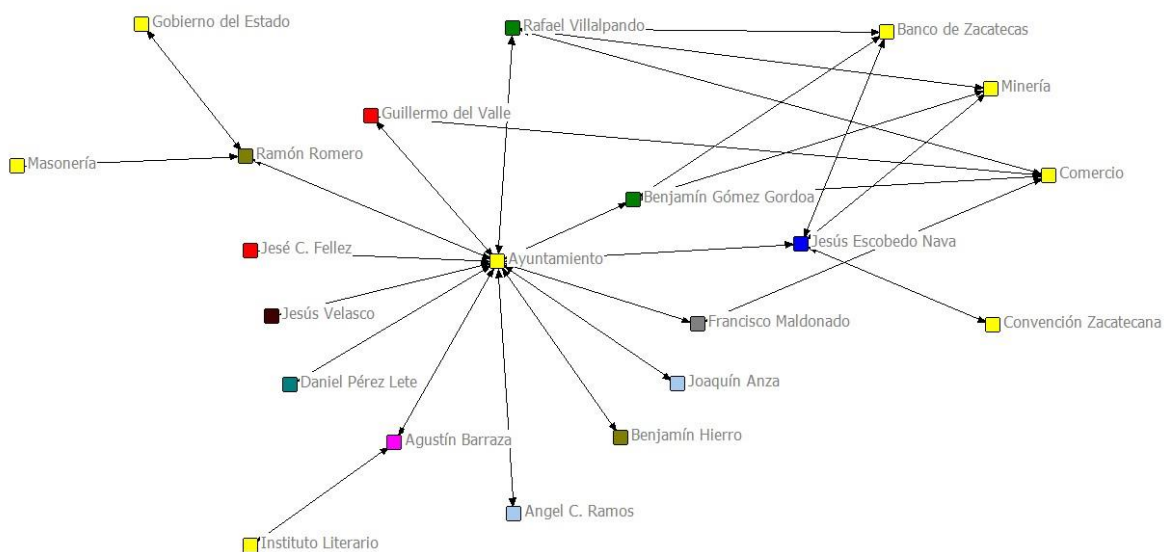 Gobierno del Estado
Rafael Villalpando
Banco de Zacatecas
Minería
Guillermo del Valle
Ramón Romero
Masonería
Comercio
Benjamín Gómez Gordoa
Jesús Escobedo Nava
Jesé C. Fellez
Ayuntamiento
Jesús Velasco
Francisco Maldonado
Convención Zacatecana
Daniel Pérez Lete
Joaquín Anza
Agustín Barraza
Benjamín Hierro
Angel C. Ramos
Instituto Literario